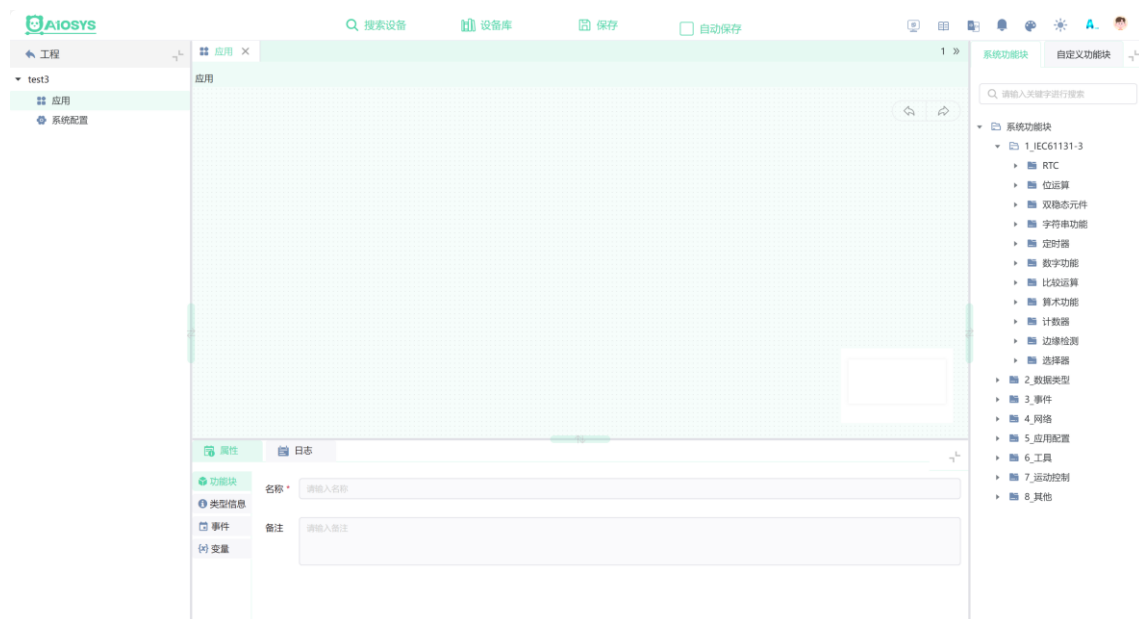 AIOSYS
搜索设备
设备库
保存
自动保存
工程
test3
应用
系统配置
应用
1
应用
属性
日志
功能块
类型信息
事件
变量
名称 *
请输入名称
备注
请输入备注
系统功能块
自定义功能块
请输入关键字进行搜索
系统功能块
1_IEC61131-3
RTC
位运算
双稳态元件
字符串功能
定时器
数字功能
比较运算
算术功能
计数器
边缘检测
选择器
2_数据类型
3_事件
4_网络
5_应用配置
6_工具
7_运动控制
8_其他